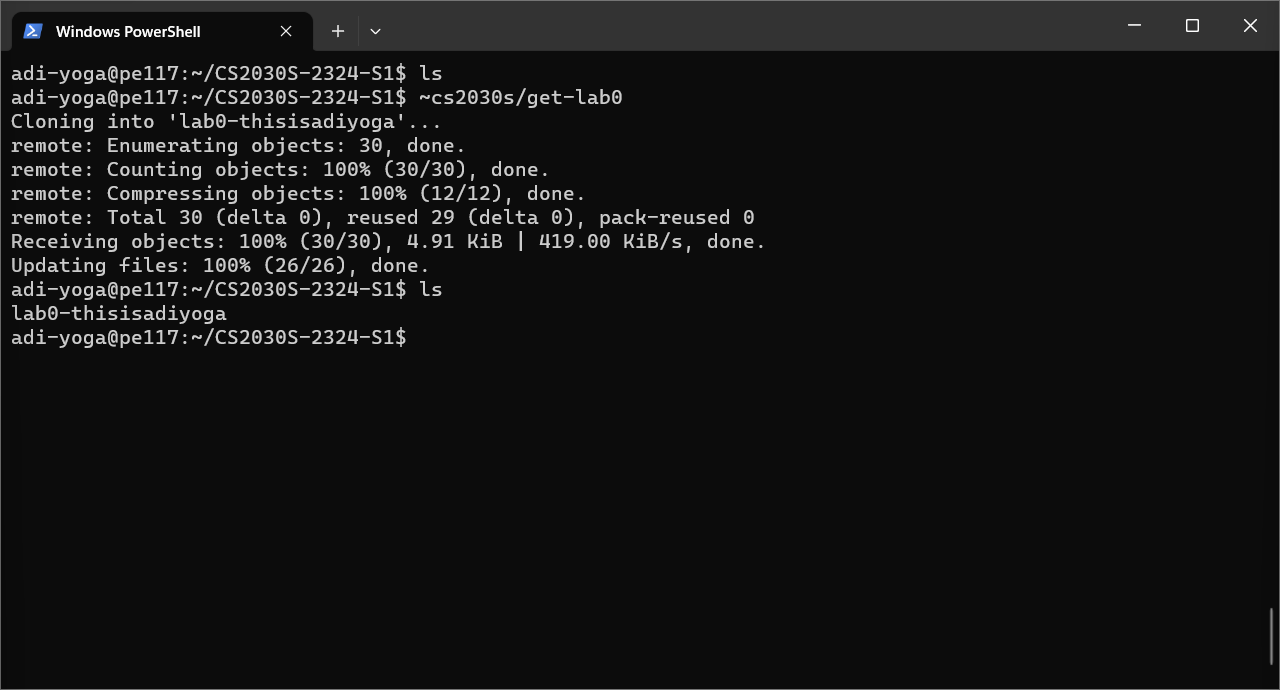 Windows PowerShell
adi-yoga@pe117:~/CS2030S-2324-S1$ ls
adi-yoga@pe117:~/CS2030S-2324-S1$ ~cs2030s/get-lab0
Cloning into 'lab0-thisisadiyoga'...
remote: Enumerating objects: 30, done.
remote: Counting objects: 100% (30/30), done.
remote: Compressing objects: 100% (12/12), done.
remote: Total 30 (delta 0), reused 29 (delta 0), pack-reused 0
Receiving objects: 100% (30/30), 4.91 KiB | 419.00 KiB/s, done.
Updating files: 100% (26/26), done.
adi-yoga@pe117:~/CS2030S-2324-S1$ ls
lab0-thisisadiyoga
adi-yoga@pe117:~/CS2030S-2324-S1$